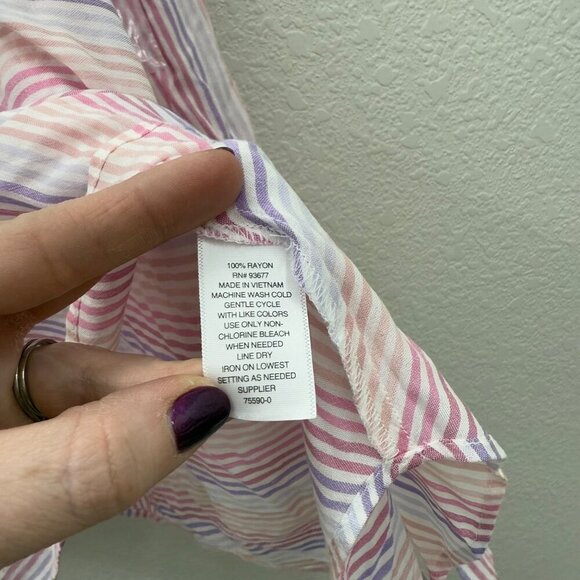 100% RAYON
RN# 93677
MADE IN VIETNAM
MACHINE WASH COLD
GENTLE CYCLE
WITH LIKE COLORS
USE ONLY NON-
CHLORINE BLEACH
WHEN NEEDED
LINE DRY
IRON ON LOWEST
SETTING AS NEEDED
SUPPLIER
75590-0